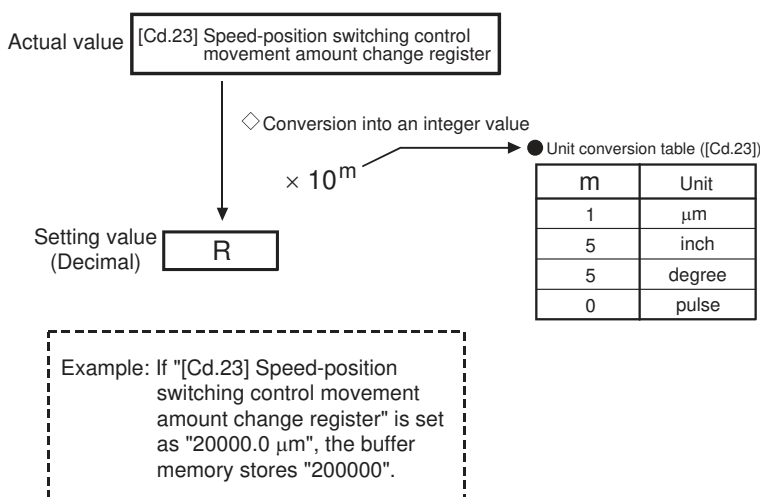 Actual value
[Cd.23] Speed-position switching control
movement amount change register
◇ Conversion into an integer value
● Unit conversion table ([Cd.23])
× 10^m
m Unit
1 μm
5 inch
5 degree
0 pulse
Setting value
(Decimal)
R
Example: If "[Cd.23] Speed-position
switching control movement
amount change register" is set
as "20000.0 μm", the buffer
memory stores "200000".